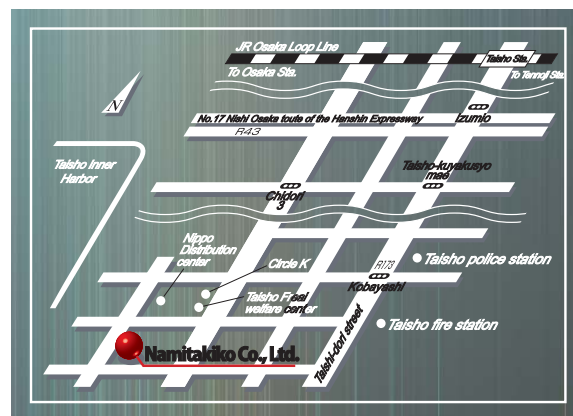 JR Osaka Loop Line
Taisho Sta.
To Osaka Sta.
To Tennoji Sta.
N
No.17 Nishi Osaka toute of the Hanshin Expressway
Izumio
R43
Taisho Inner
Harbor
Taisho-kuyakusyo
mae
Chidori
3
Nippo
Distribution
center
Circle K
R173
Taisho police station
Kobayashi
Taisho Freal
welfare center
Taishi-dori street
Taisho fire station
Namitakiko Co., Ltd.